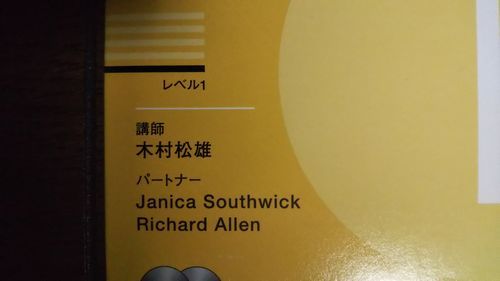 レベル1
講師
木村松雄
パートナー
Janica Southwick
Richard Allen